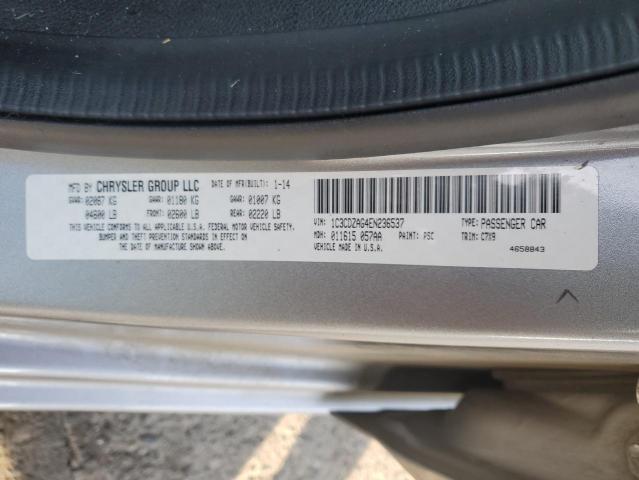 MFD BY CHRYSLER GROUP LLC DATE OF MFR(BUILT): 1-14
GVWR: 02087 KG GAWR: 01180 KG GAWR: 01007 KG
04600 LB FRONT: 02600 LB REAR: 02220 LB
THIS VEHICLE CONFORMS TO ALL APPLICABLE U.S.A. FEDERAL MOTOR VEHICLE SAFETY,
BUMPER AND THEFT PREVENTION STANDARDS IN EFFECT ON THE DATE OF
MANUFACTURE SHOWN ABOVE.
VIN: 1C3CDZAG4EN236537 TYPE: PASSENGER CAR
MDH: 011615 057AA PAINT: PSC TRIM: C7X9
MADE IN U.S.A. 4658843